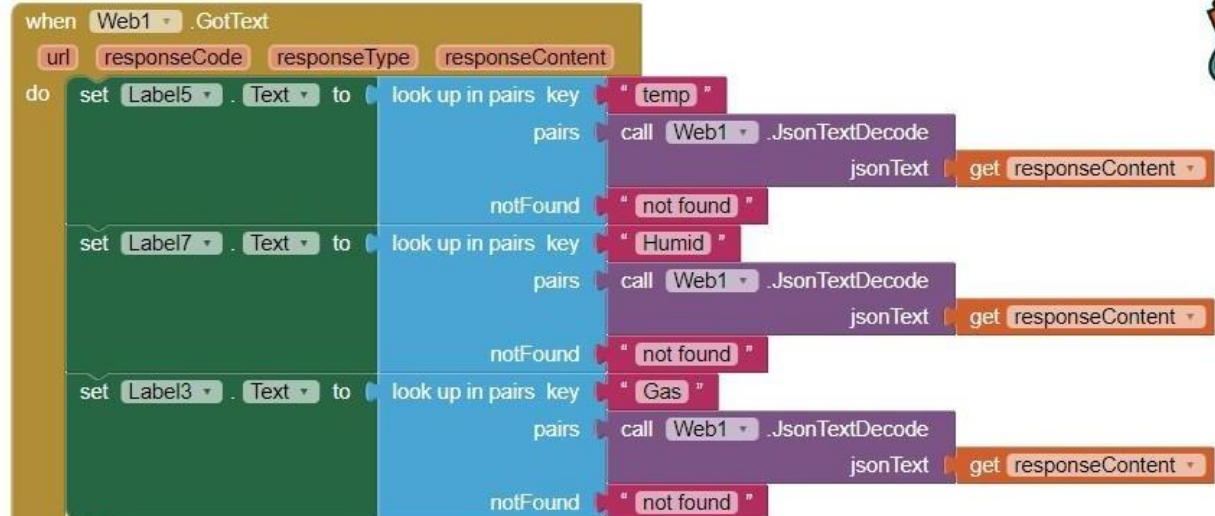 when Web1 .GotText
url responseCode responseType responseContent
do set Label5 . Text to look up in pairs key " temp "
pairs call Web1 .JsonTextDecode
jsonText get responseContent
notFound " not found "
set Label7 . Text to look up in pairs key " Humid "
pairs call Web1 .JsonTextDecode
jsonText get responseContent
notFound " not found "
set Label3 . Text to look up in pairs key " Gas "
pairs call Web1 .JsonTextDecode
jsonText get responseContent
notFound " not found "